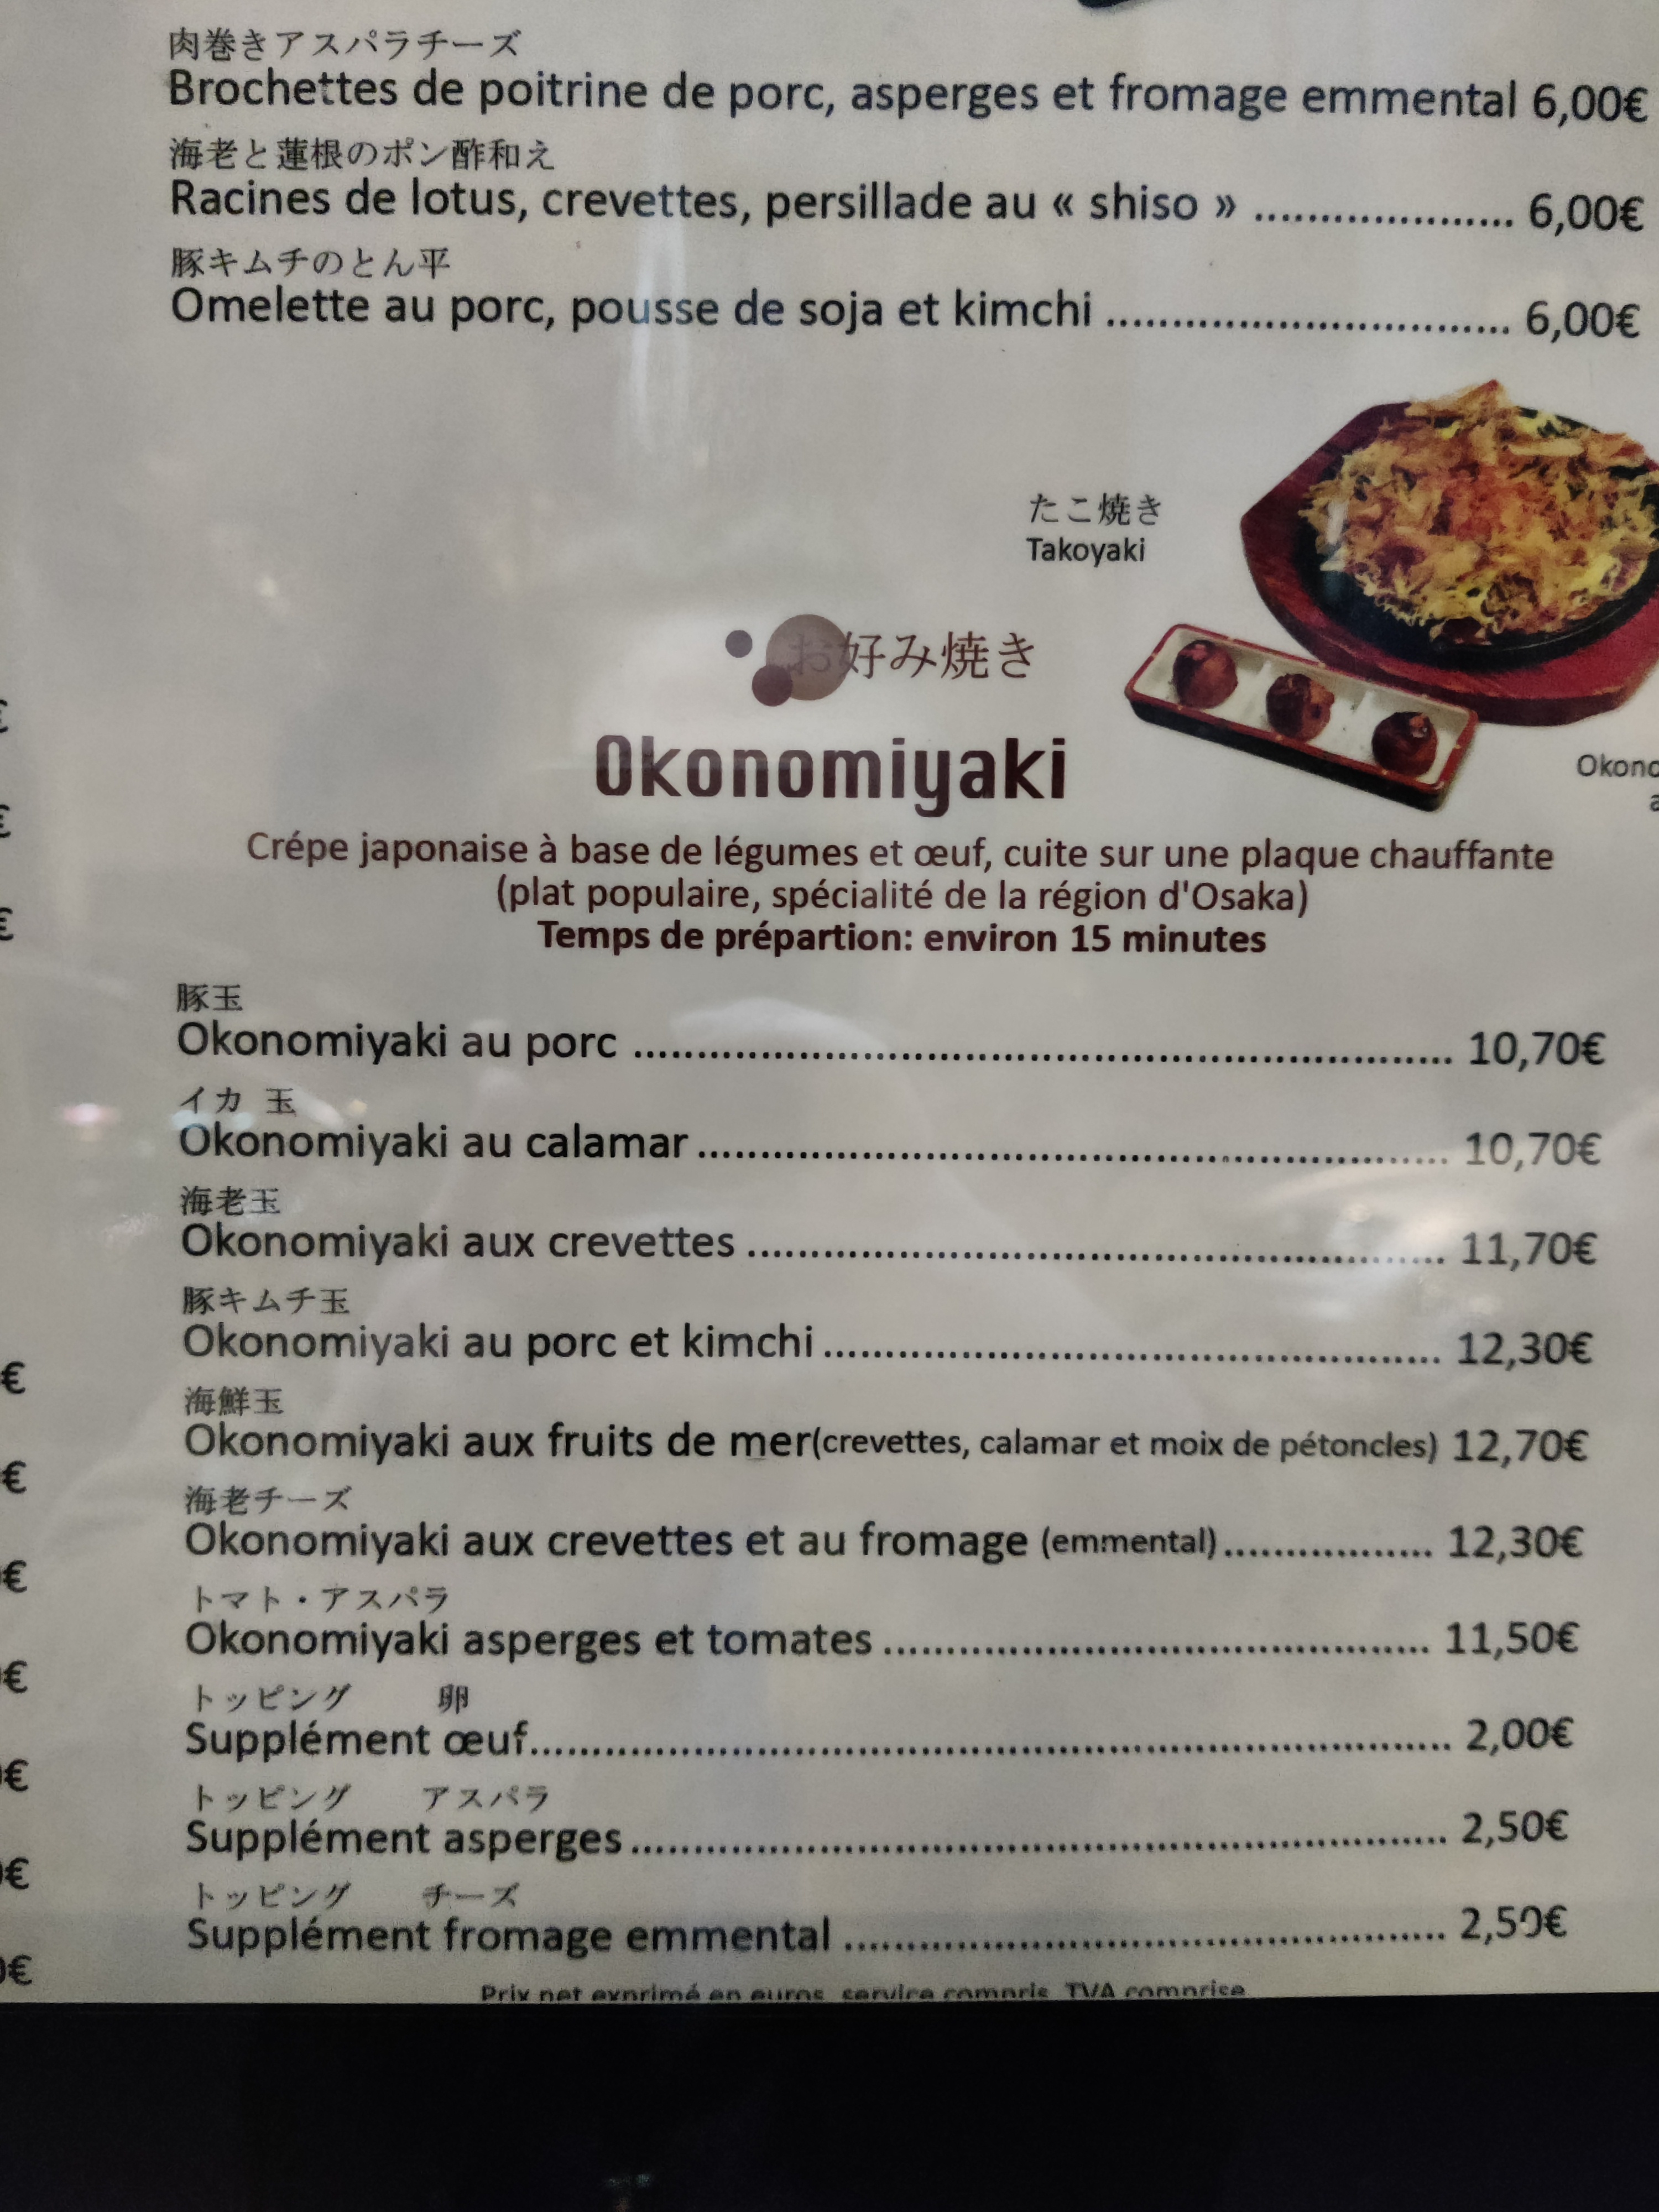 肉巻きアスパラチーズ
Brochettes de poitrine de porc, asperges et fromage emmental 6,00€
海老と蓮根のポン酢和え
Racines de lotus, crevettes, persillade au « shiso » .................... 6,00€
豚キムチのとん平
Omelette au porc, pousse de soja et kimchi ............................... 6,00€
たこ焼き
Takoyaki
お好み焼き
Okonomiyaki
Crépe japonaise à base de légumes et œuf, cuite sur une plaque chauffante
(plat populaire, spécialité de la région d'Osaka)
Temps de prépartion: environ 15 minutes
豚玉
Okonomiyaki au porc ................................................................ 10,70€
イカ 玉
Okonomiyaki au calamar ........................................................... 10,70€
海老玉
Okonomiyaki aux crevettes ...................................................... 11,70€
豚キムチ玉
Okonomiyaki au porc et kimchi ................................................ 12,30€
海鮮玉
Okonomiyaki aux fruits de mer(crevettes, calamar et moix de pétoncles) 12,70€
海老チーズ
Okonomiyaki aux crevettes et au fromage (emmental) ................. 12,30€
トマト・アスパラ
Okonomiyaki asperges et tomates ........................................... 11,50€
トッピング 卵
Supplément œuf........................................................................ 2,00€
トッピング アスパラ
Supplément asperges ................................................................ 2,50€
トッピング チーズ
Supplément fromage emmental ............................................... 2,50€
Prix net exprimé en euros, service compris, TVA comprise